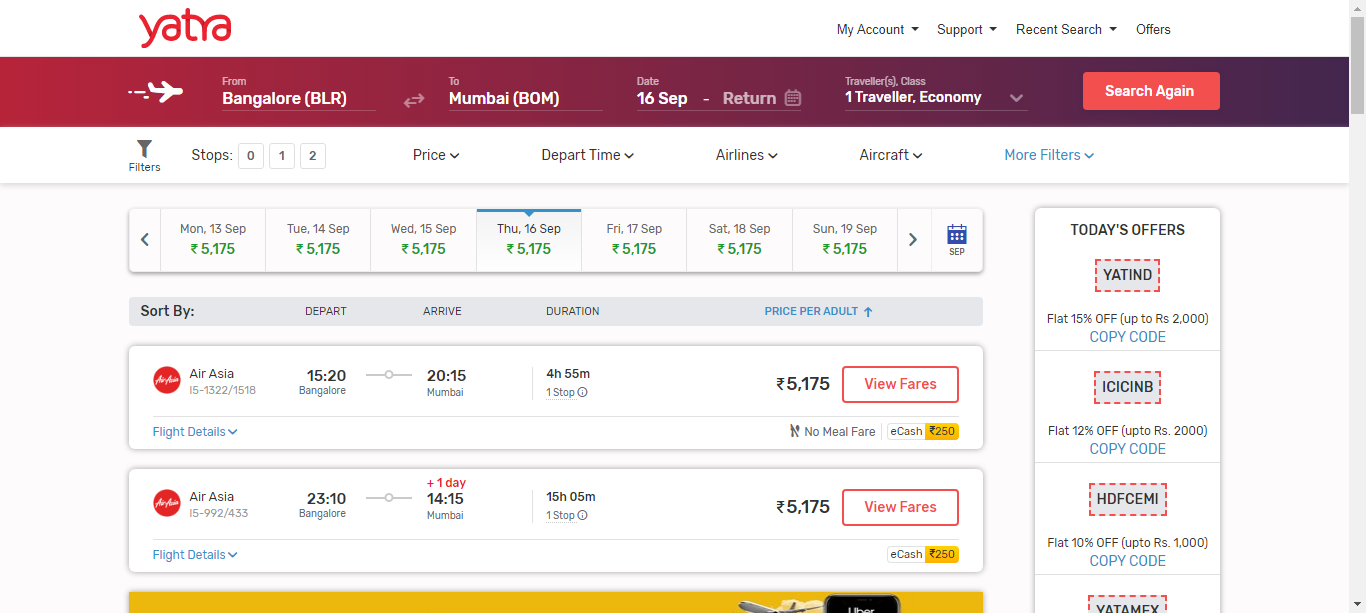 yatra
My Account Support Recent Search Offers
From To Date Traveller(s), Class
Bangalore (BLR) Mumbai (BOM) 16 Sep - Return 1 Traveller, Economy Search Again
Filters Stops: 0 1 2 Price Depart Time Airlines Aircraft More Filters
Mon, 13 Sep Tue, 14 Sep Wed, 15 Sep Thu, 16 Sep Fri, 17 Sep Sat, 18 Sep Sun, 19 Sep
₹ 5,175 ₹ 5,175 ₹ 5,175 ₹ 5,175 ₹ 5,175 ₹ 5,175 ₹ 5,175 SEP
Sort By: DEPART ARRIVE DURATION PRICE PER ADULT
AirAsia
Air Asia 15:20 20:15 4h 55m ₹5,175 View Fares
I5-1322/1518 Bangalore Mumbai 1 Stop
Flight Details No Meal Fare eCash ₹250
+ 1 day
AirAsia
Air Asia 23:10 14:15 15h 05m ₹5,175 View Fares
I5-992/433 Bangalore Mumbai 1 Stop
Flight Details eCash ₹250
Uber
TODAY'S OFFERS
YATIND
Flat 15% OFF (up to Rs 2,000)
COPY CODE
ICICINB
Flat 12% OFF (upto Rs. 2000)
COPY CODE
HDFCEMI
Flat 10% OFF (upto Rs. 1,000)
COPY CODE
YATAMEX